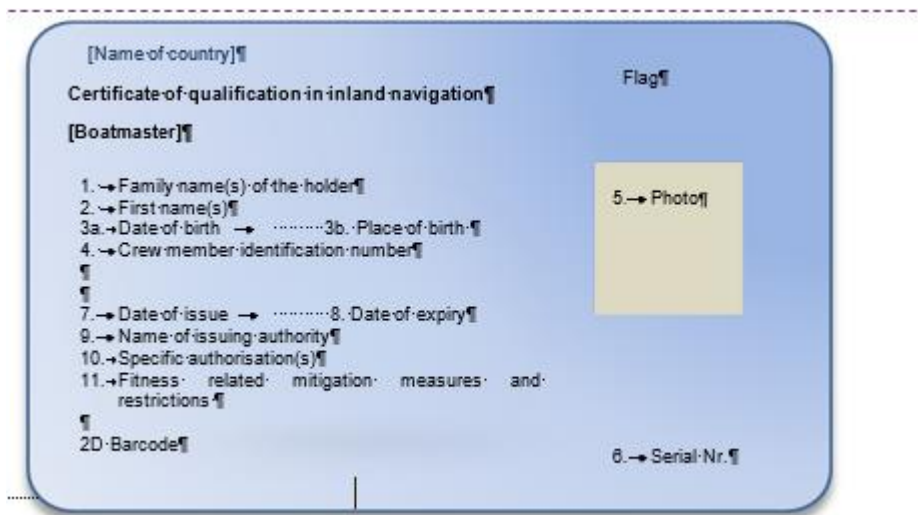 [Name of country]¶
Flag¶
Certificate of qualification in inland navigation¶
[Boatmaster]¶
1. → Family name(s) of the holder¶
2. → First name(s)¶
3a. → Date of birth → ·········3b. Place of birth ¶
4. → Crew member identification number¶
¶
¶
5. → Photo¶
7. → Date of issue → ··········8. Date of expiry¶
9. → Name of issuing authority¶
10. → Specific authorisation(s)¶
11. → Fitness related mitigation measures and
restrictions ¶
¶
2D Barcode¶
6. → Serial Nr.¶